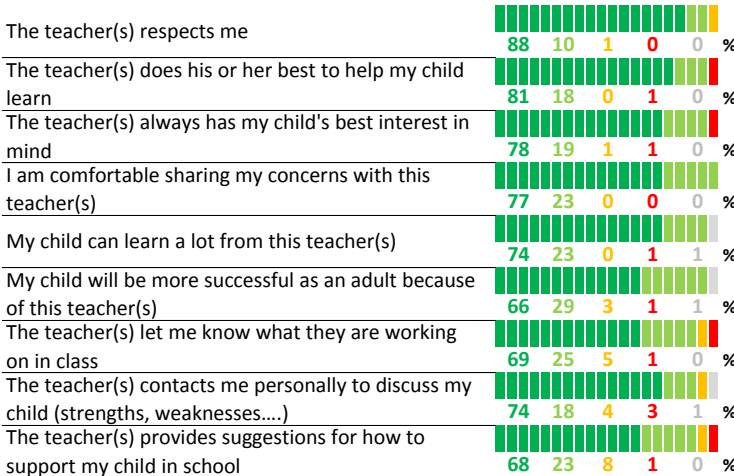 The teacher(s) respects me
88 10 1 0 0 %
The teacher(s) does his or her best to help my child
learn
81 18 0 1 0 %
The teacher(s) always has my child's best interest in
mind
78 19 1 1 0 %
I am comfortable sharing my concerns with this
teacher(s)
77 23 0 0 0 %
My child can learn a lot from this teacher(s)
74 23 0 1 1 %
My child will be more successful as an adult because
of this teacher(s)
66 29 3 1 1 %
The teacher(s) let me know what they are working
on in class
69 25 5 1 0 %
The teacher(s) contacts me personally to discuss my
child (strengths, weaknesses....)
74 18 4 3 1 %
The teacher(s) provides suggestions for how to
support my child in school
68 23 8 1 0 %